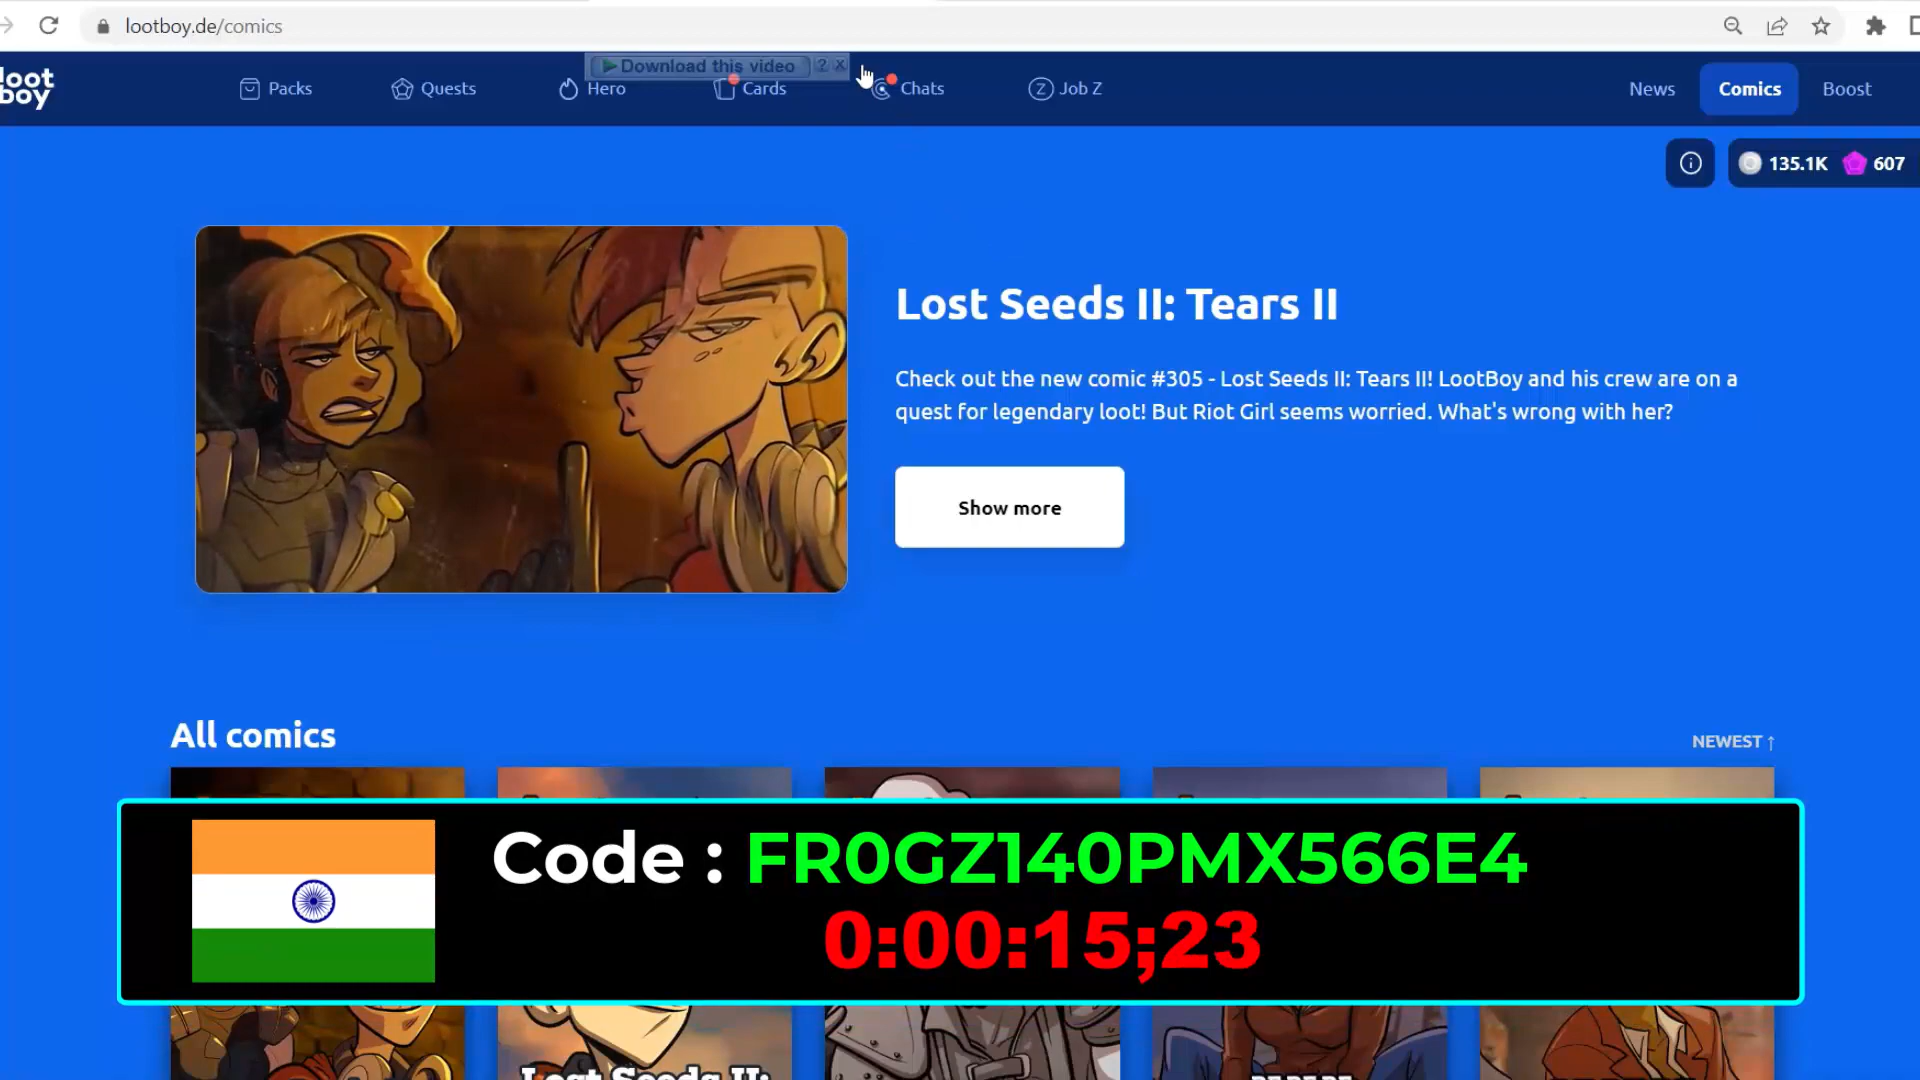 lootboy.de/comics
loot
boy
Packs
Quests
Hero
Cards
Chats
Job Z
News
Comics
Boost
Download this video ? x
135.1K 607
Lost Seeds II: Tears II
Check out the new comic #305 - Lost Seeds II: Tears II! LootBoy and his crew are on a
quest for legendary loot! But Riot Girl seems worried. What's wrong with her?
Show more
All comics
NEWEST ↑
Code : FR0GZ140PMX566E4
0:00:15;23
Lost Seeds II: